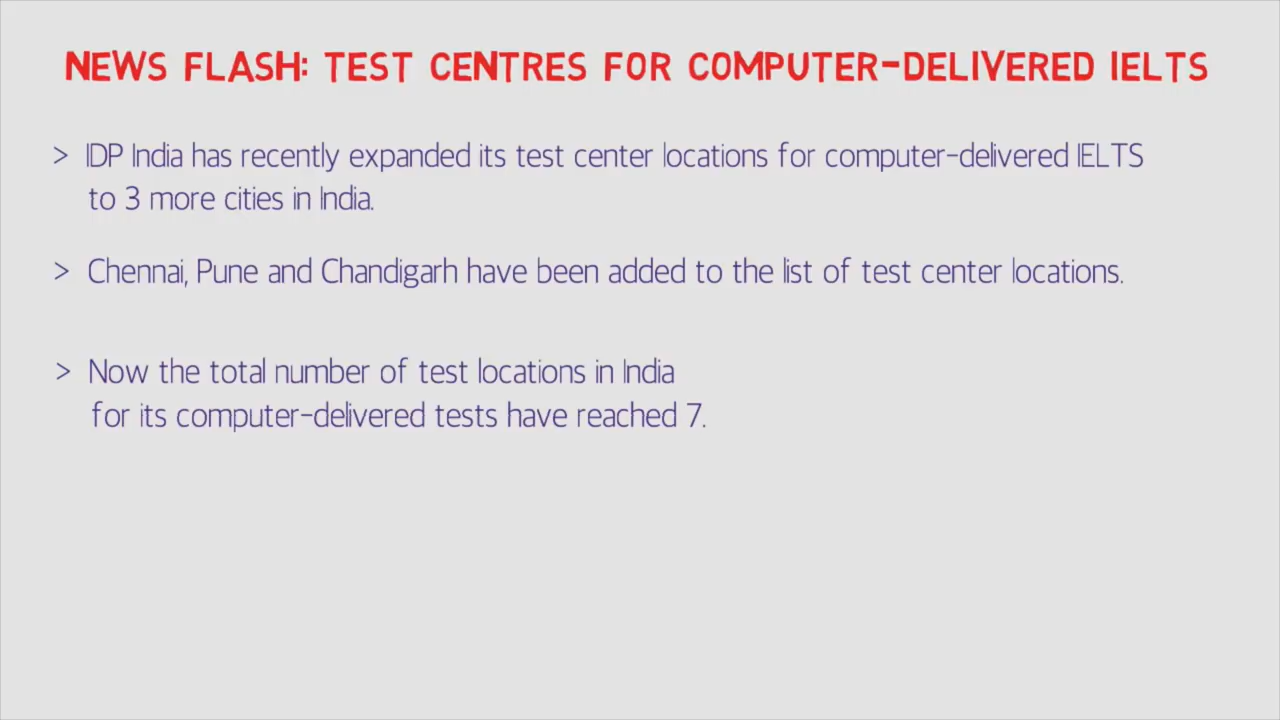 NEWS FLASH: TEST CENTRES FOR COMPUTER-DELIVERED IELTS
> IDP India has recently expanded its test center locations for computer-delivered IELTS
to 3 more cities in India.
> Chennai, Pune and Chandigarh have been added to the list of test center locations.
> Now the total number of test locations in India
for its computer-delivered tests have reached 7.